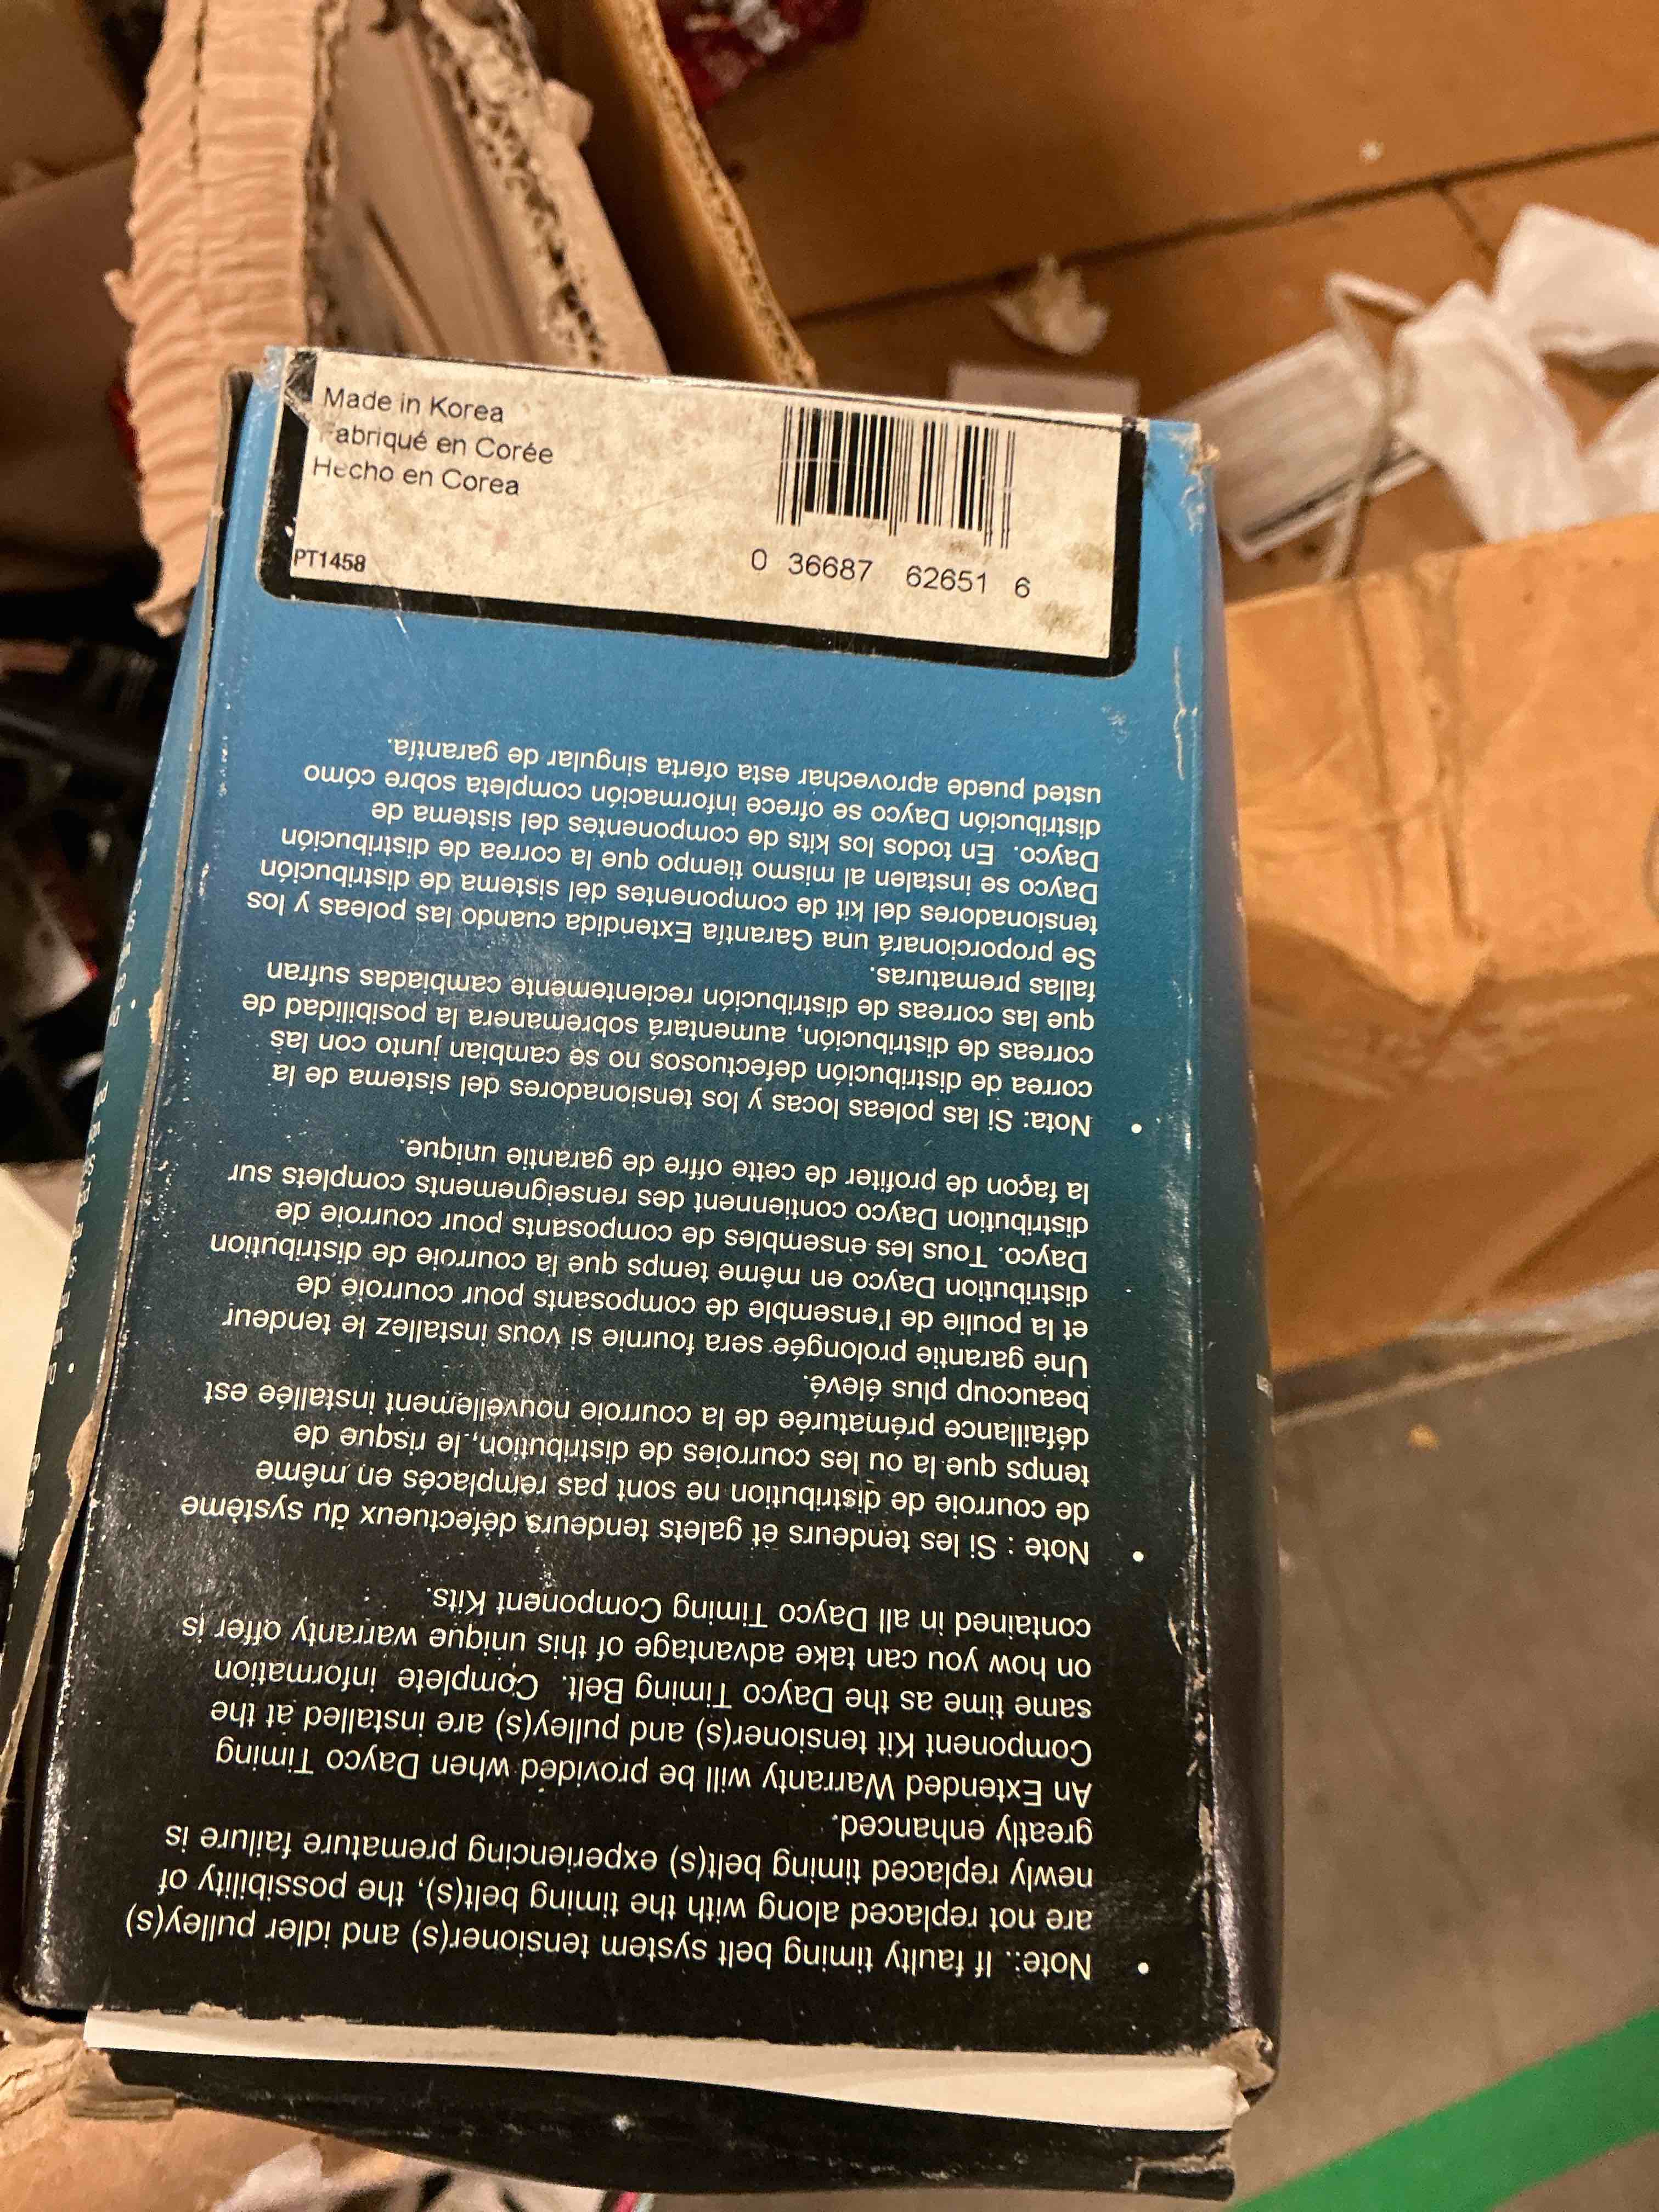 Made in Korea
Fabriqué en Corée
Hecho en Corea
PT1458
0 36687 62651 6
• Note:. If faulty timing belt system tensioner(s) and idler pulley(s)
are not replaced along with the timing belt(s), the possibility of
newly replaced timing belt(s) experiencing premature failure is
greatly enhanced.
An Extended Warranty will be provided when Dayco Timing
Component Kit tensioner(s) and pulley(s) are installed at the
same time as the Dayco Timing Belt. Complete information
on how you can take advantage of this unique warranty offer is
contained in all Dayco Timing Component Kits.
• Note : Si les tendeurs et galets tendeurs défectueux du système
de courroie de distribution ne sont pas remplacés en même
temps que la ou les courroies de distribution, le risque de
défaillance prématurée de la courroie nouvellement installée est
beaucoup plus élevé.
Une garantie prolongée sera fournie si vous installez le tendeur
et la poulie de l'ensemble de composants pour courroie de
distribution Dayco en même temps que la courroie de distribution
Dayco. Tous les ensembles de composants pour courroie de
distribution Dayco contiennent des renseignements complets sur
la façon de profiter de cette offre de garantie unique.
• Nota: Si las poleas locas y los tensionadores del sistema de la
correa de distribución defectuosos no se cambian junto con las
correas de distribución, aumentará sobremanera la posibilidad de
que las correas de distribución recientemente cambiadas sufran
fallas prematuras.
Se proporcionará una Garantía Extendida cuando las poleas y los
tensionadores del kit de componentes del sistema de distribución
Dayco se instalen al mismo tiempo que la correa de distribución
Dayco. En todos los kits de componentes del sistema de
distribución Dayco se ofrece información completa sobre cómo
usted puede aprovechar esta oferta singular de garantía.